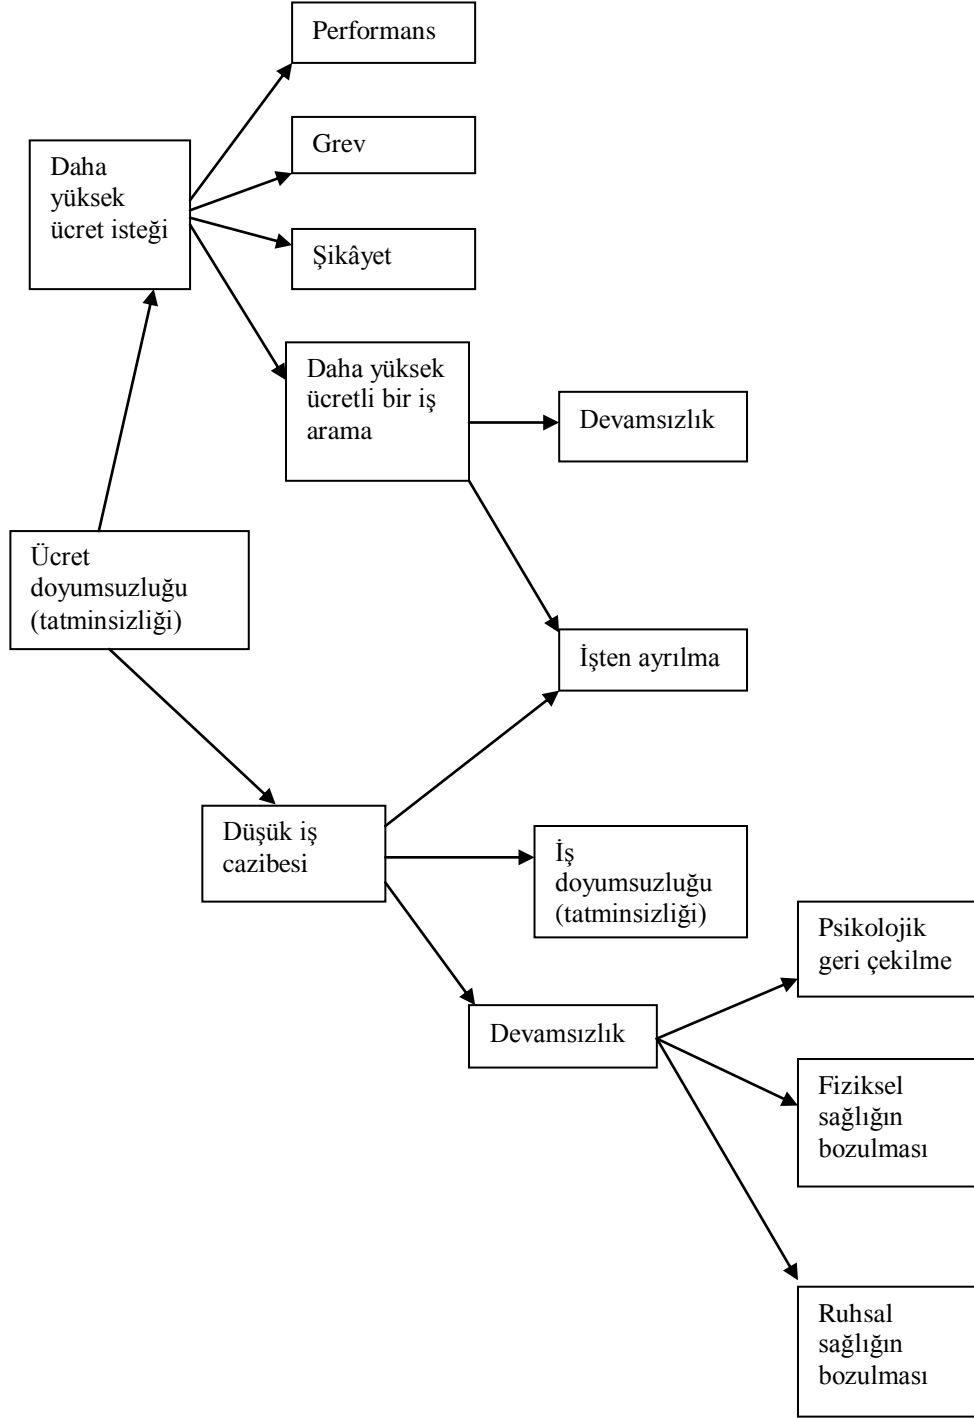 Performans
Grev
Daha
yüksek
ücret isteği
Şikâyet
Daha yüksek
ücretli bir iş
arama
Devamsızlık
Ücret
doyumsuzluğu
(tatminsizliği)
İşten ayrılma
Düşük iş
cazibesi
İş
doyumsuzluğu
(tatminsizliği)
Psikolojik
geri çekilme
Devamsızlık
Fiziksel
sağlığın
bozulması
Ruhsal
sağlığın
bozulması